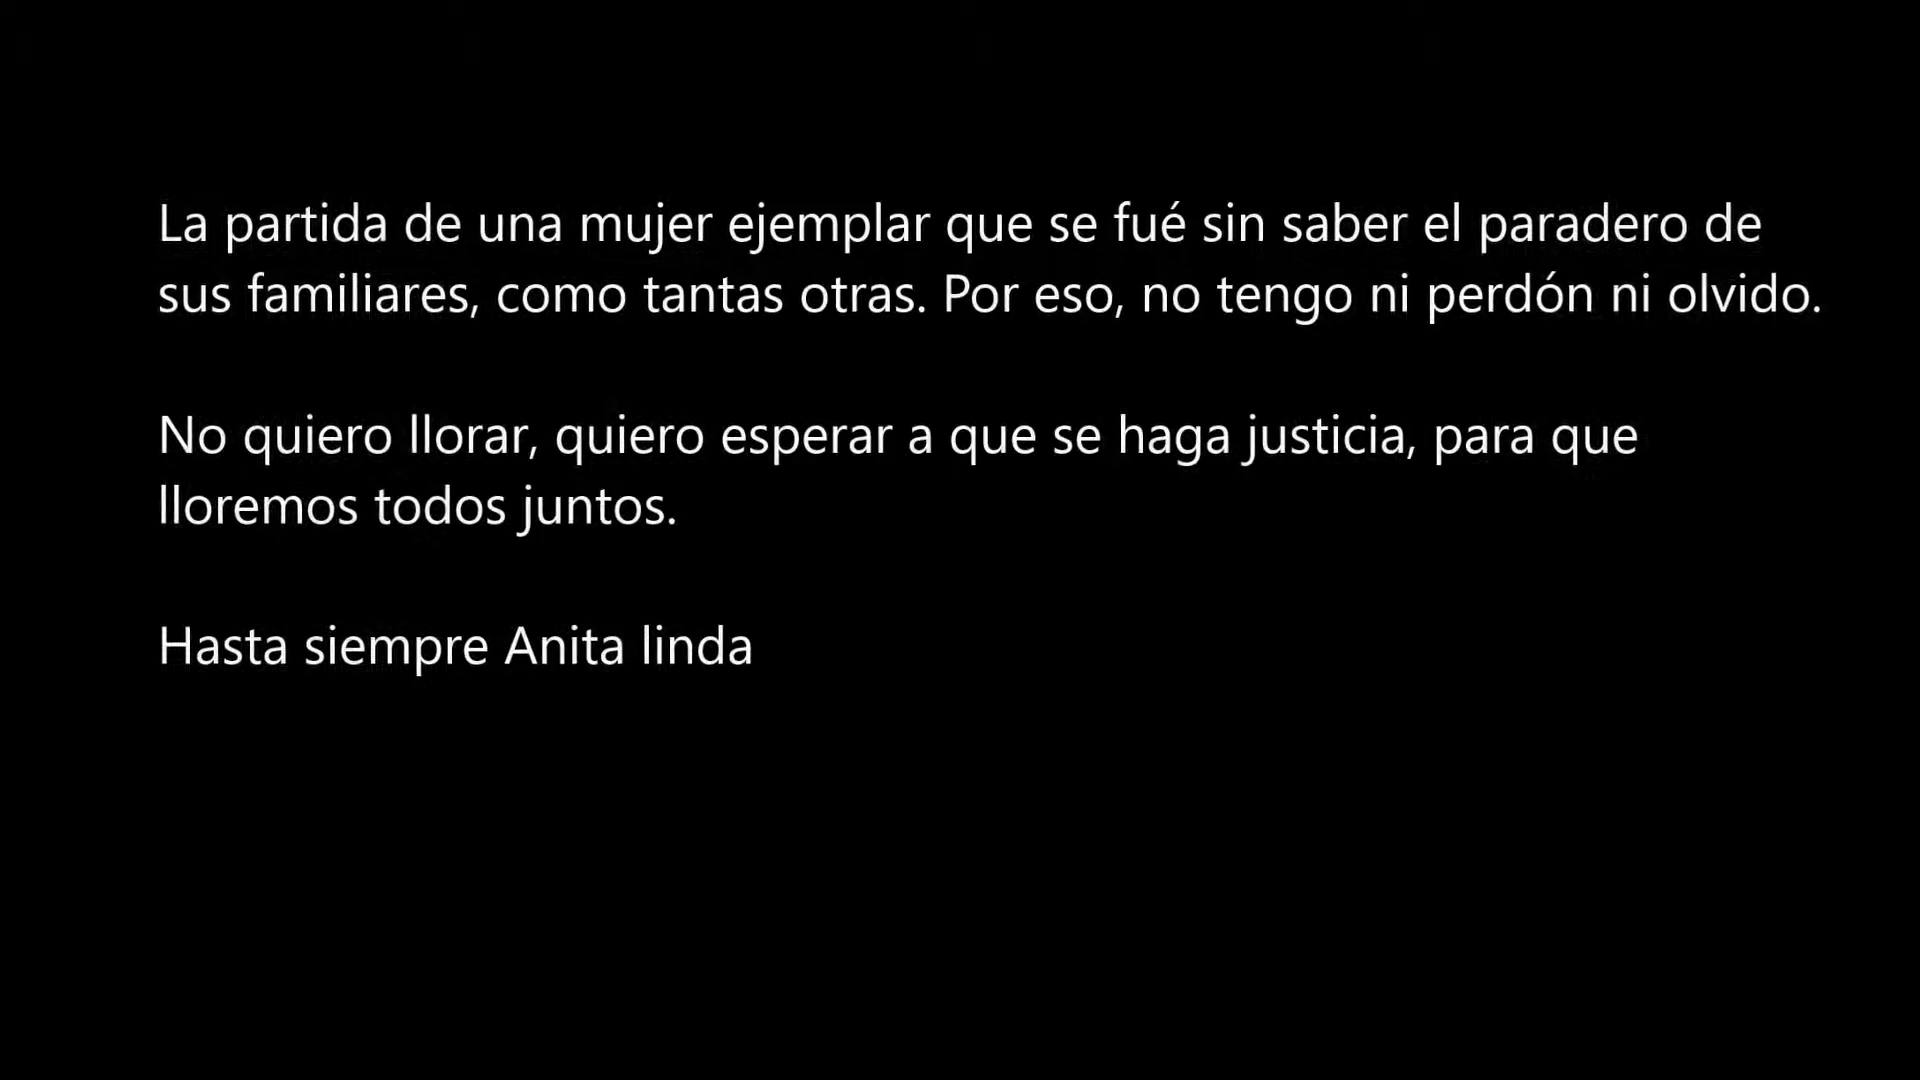 La partida de una mujer ejemplar que se fué sin saber el paradero de
sus familiares, como tantas otras. Por eso, no tengo ni perdón ni olvido.
No quiero llorar, quiero esperar a que se haga justicia, para que
lloremos todos juntos.
Hasta siempre Anita linda